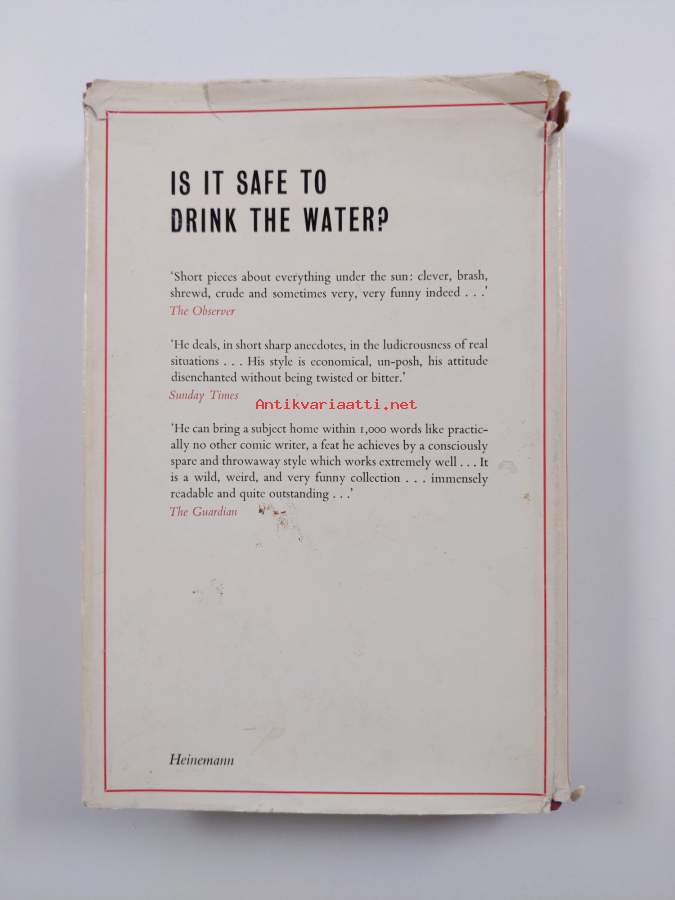 IS IT SAFE TO
DRINK THE WATER?
‘Short pieces about everything under the sun: clever, brash,
shrewd, crude and sometimes very, very funny indeed . . .’
The Observer
‘He deals, in short sharp anecdotes, in the ludicrousness of real
situations . . . His style is economical, un-posh, his attitude
disenchanted without being twisted or bitter.’
Sunday Times
Antikvariaatti.net
‘He can bring a subject home within 1,000 words like practic-
ally no other comic writer, a feat he achieves by a consciously
spare and throwaway style which works extremely well . . . It
is a wild, weird, and very funny collection . . . immensely
readable and quite outstanding . . .’
The Guardian
Heinemann